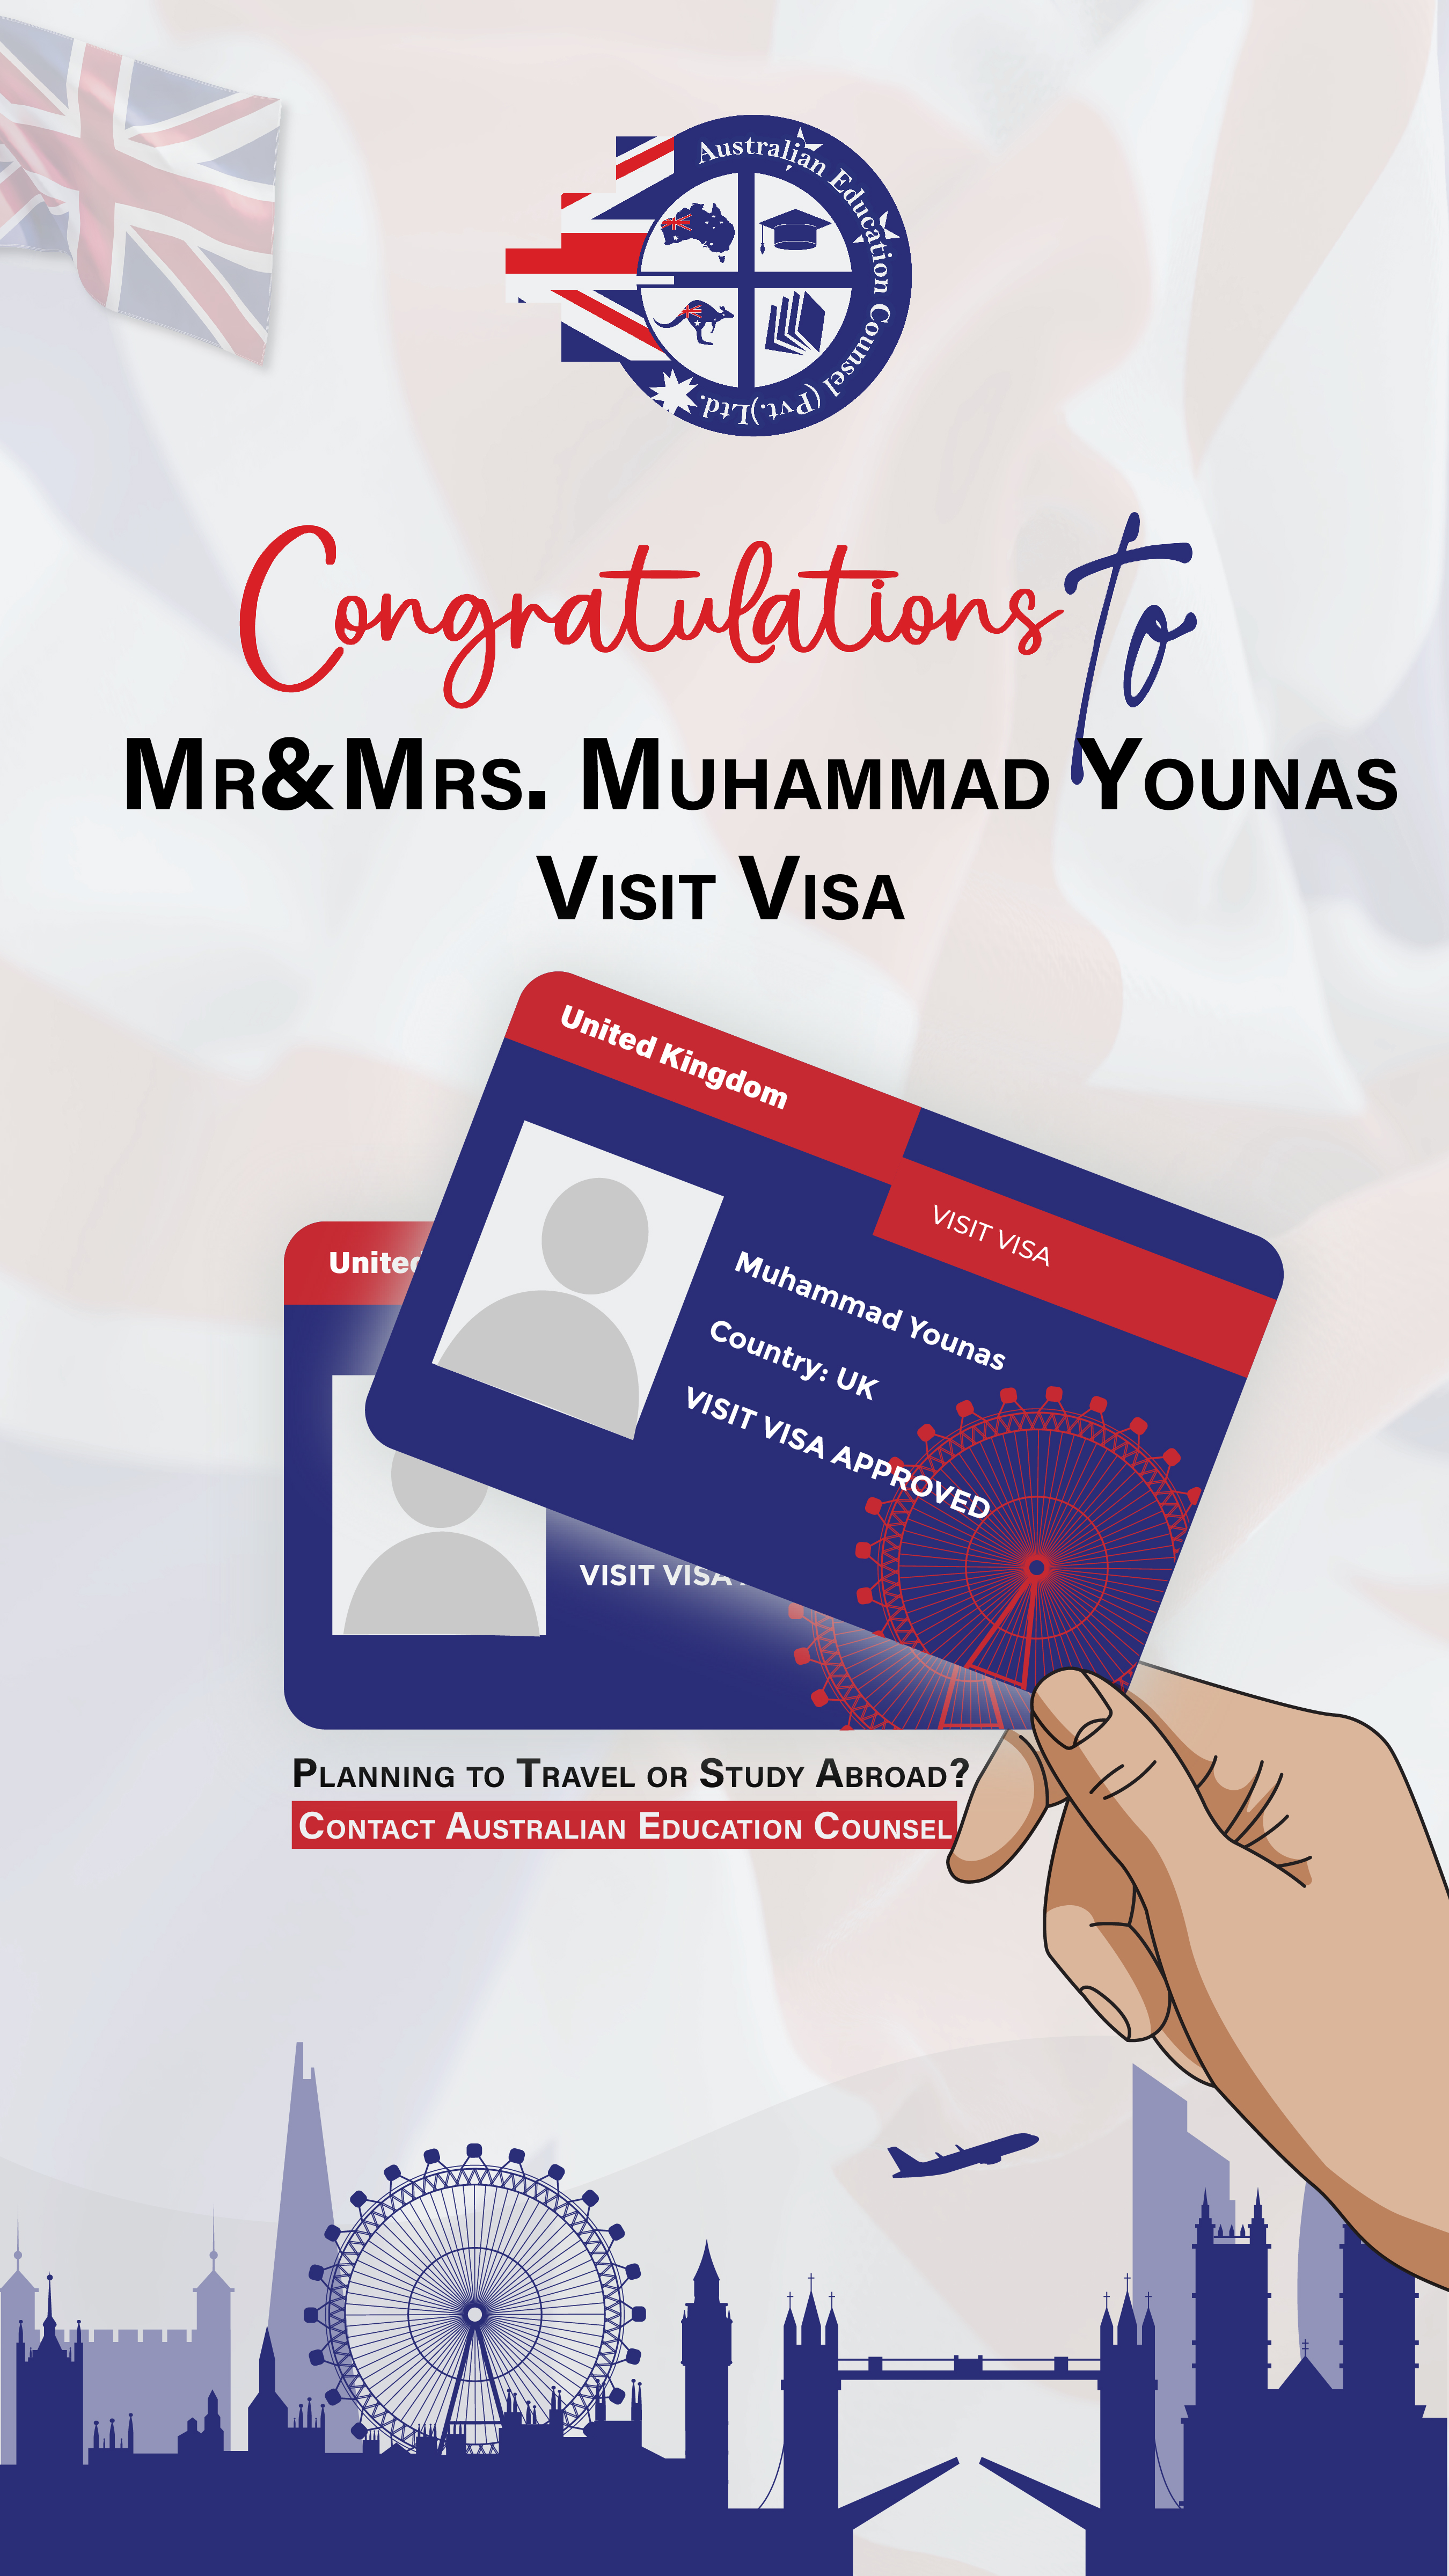 Australian Education Counsel (Pvt.)Ltd.
Congratulations to
Mr&Mrs. Muhammad Younas
Visit Visa
United Kingdom
VISIT VISA
Muhammad Younas
Country: UK
VISIT VISA APPROVED
United
VISIT VISA
Planning to Travel or Study Abroad?
Contact Australian Education Counsel